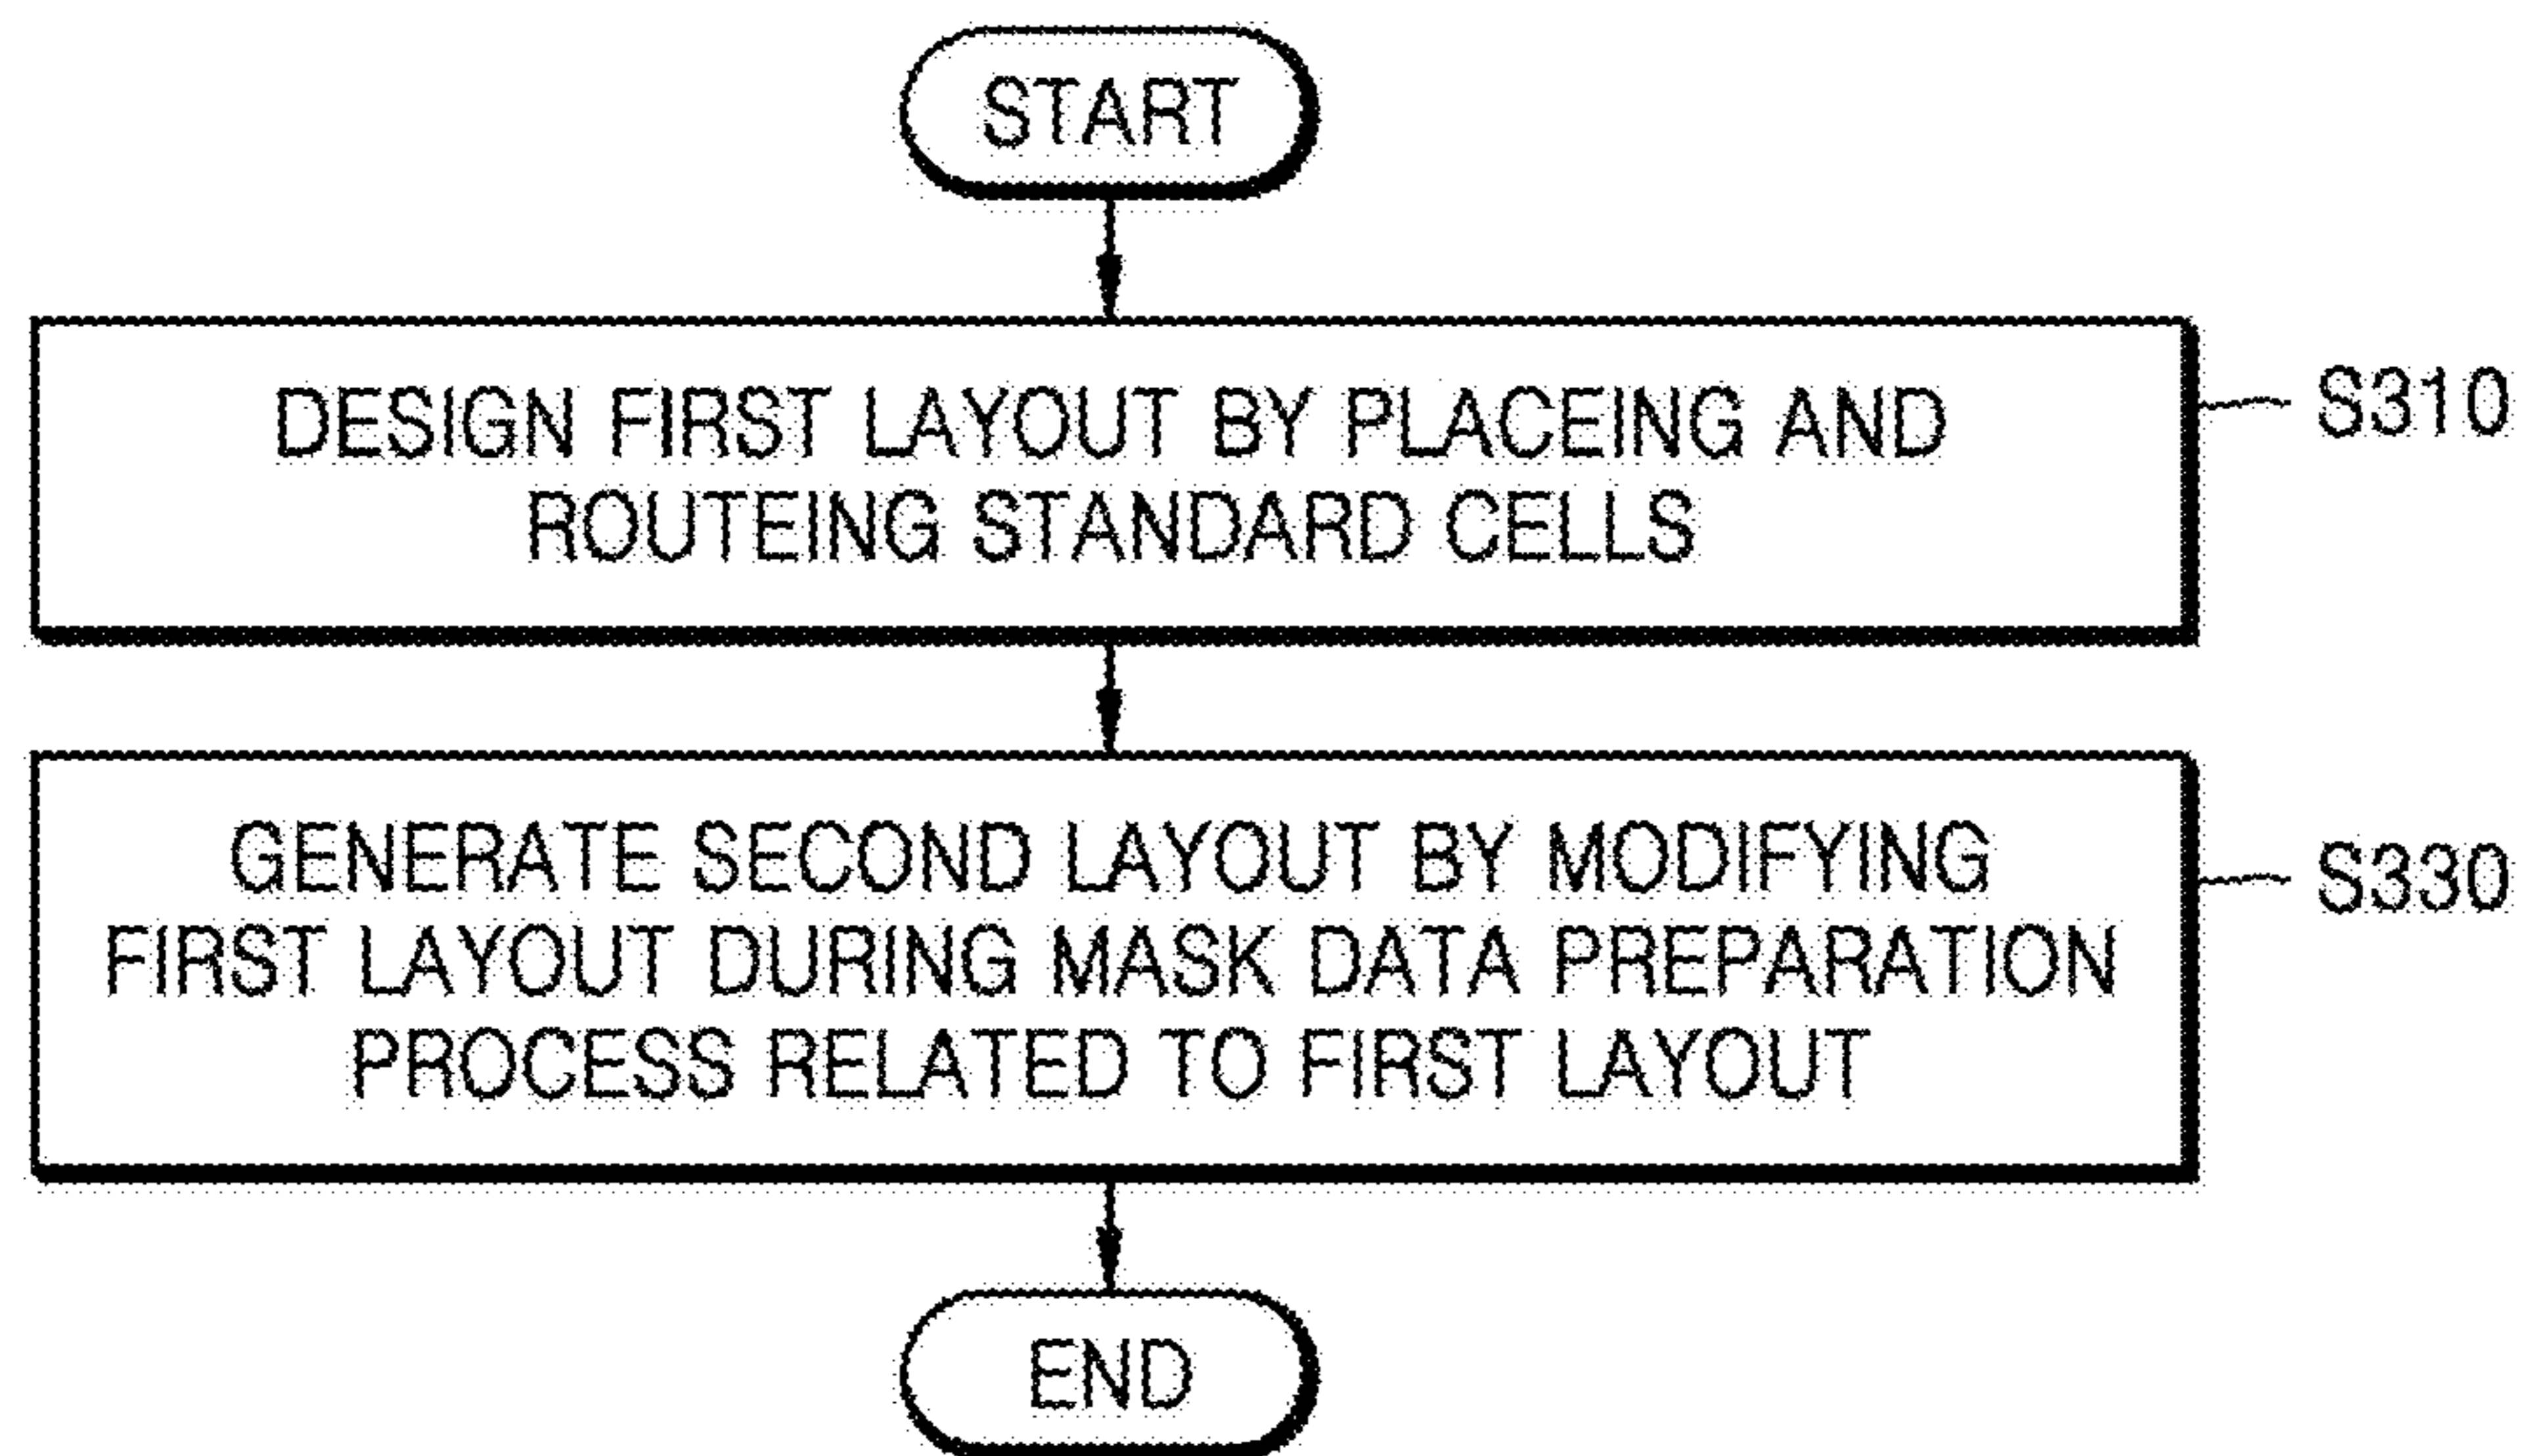 START
DESIGN FIRST LAYOUT BY PLACEING AND
ROUTEING STANDARD CELLS
S310
GENERATE SECOND LAYOUT BY MODIFYING
FIRST LAYOUT DURING MASK DATA PREPARATION
PROCESS RELATED TO FIRST LAYOUT
S330
END